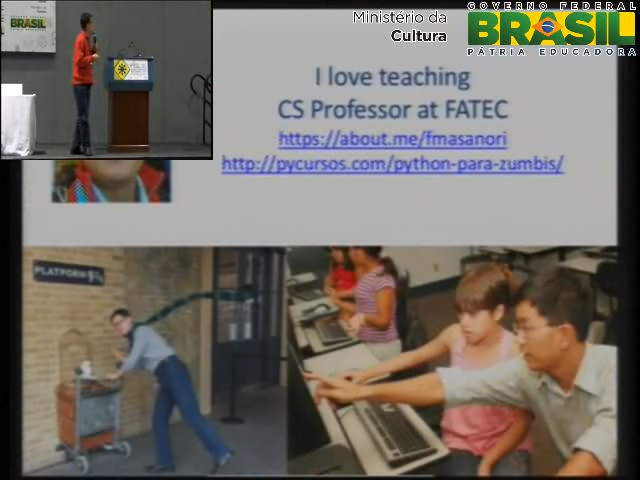 Ministério da
Cultura
GOVERNO FEDERAL
BRASIL
PÁTRIA EDUCADORA
BRASIL
I love teaching
CS Professor at FATEC
https://about.me/fmasanori
http://pycursos.com/python-para-zumbis/
PLATFORM 9¾